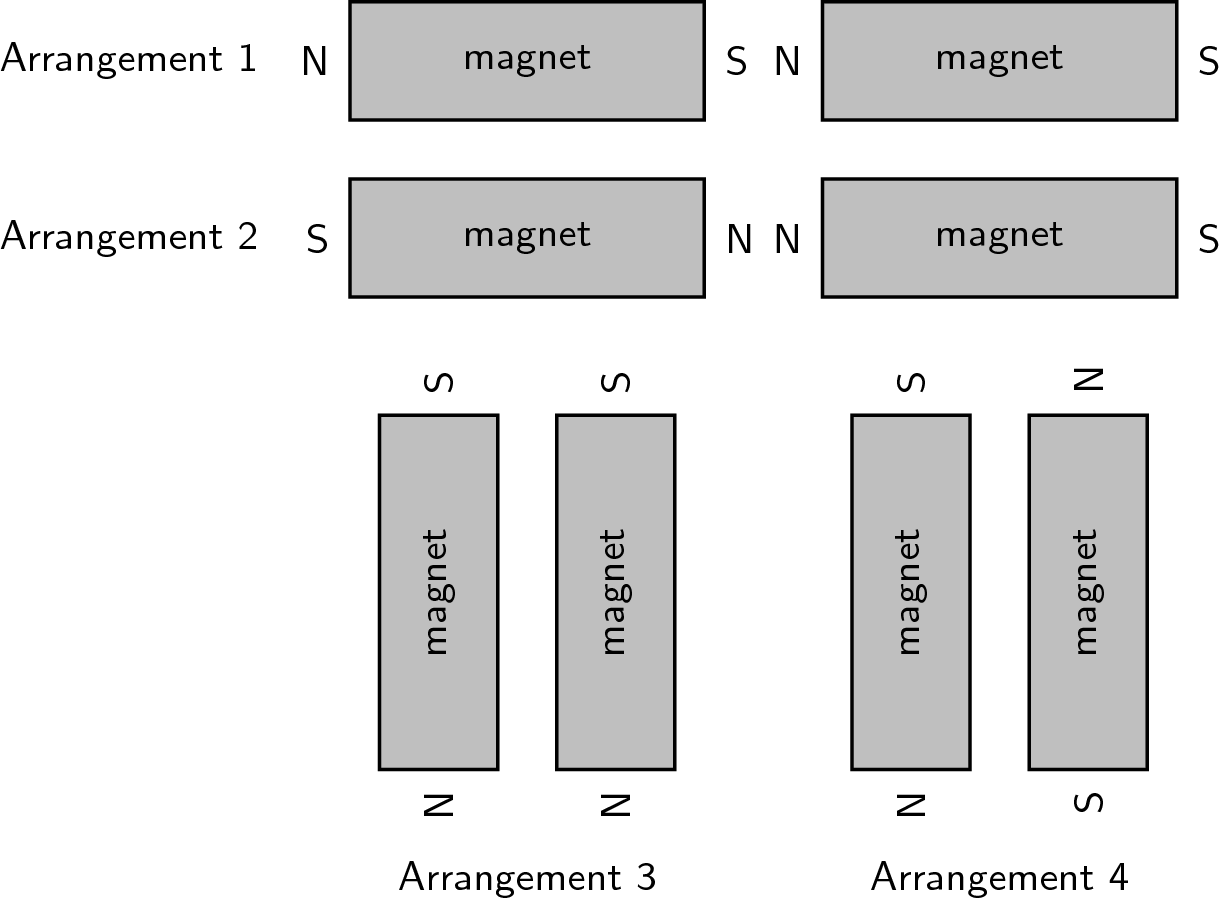 Arrangement 1 N magnet S N magnet S
Arrangement 2 S magnet N N magnet S
S S S N
magnet magnet magnet magnet
N N N S
Arrangement 3 Arrangement 4